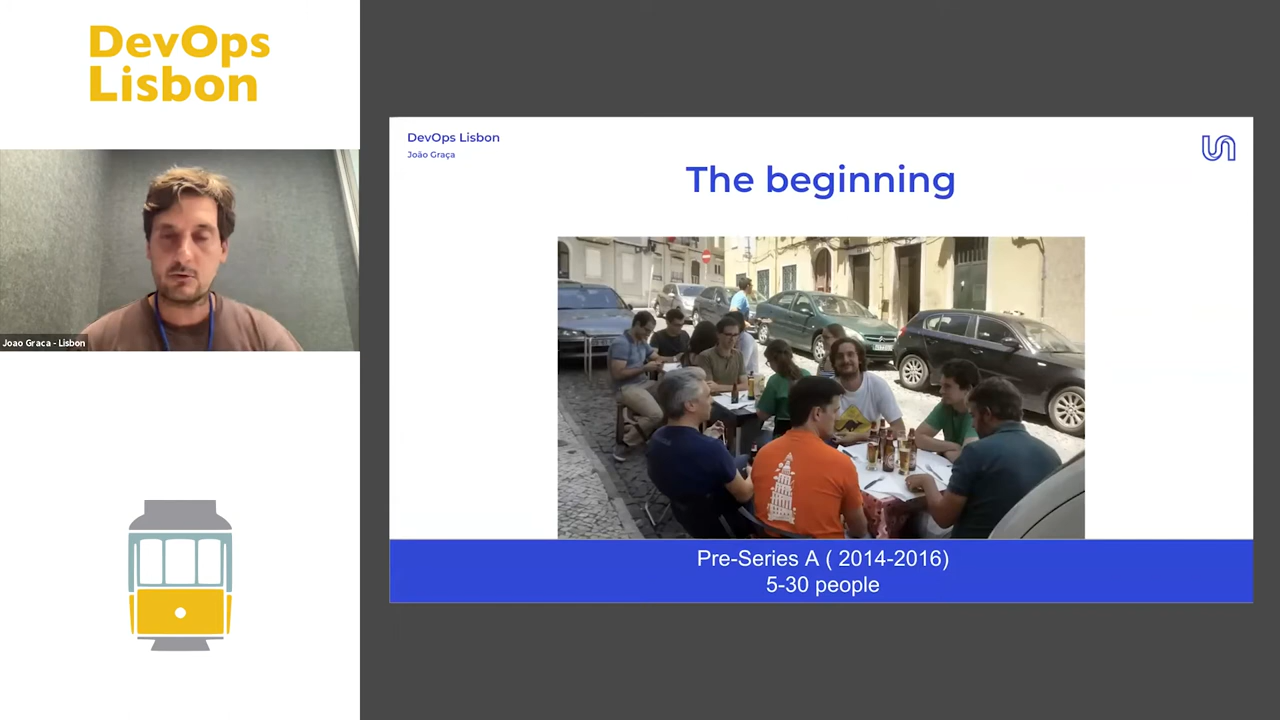 DevOps
Lisbon
Joao Graca - Lisbon
DevOps Lisbon
João Graça
The beginning
Pre-Series A ( 2014-2016)
5-30 people